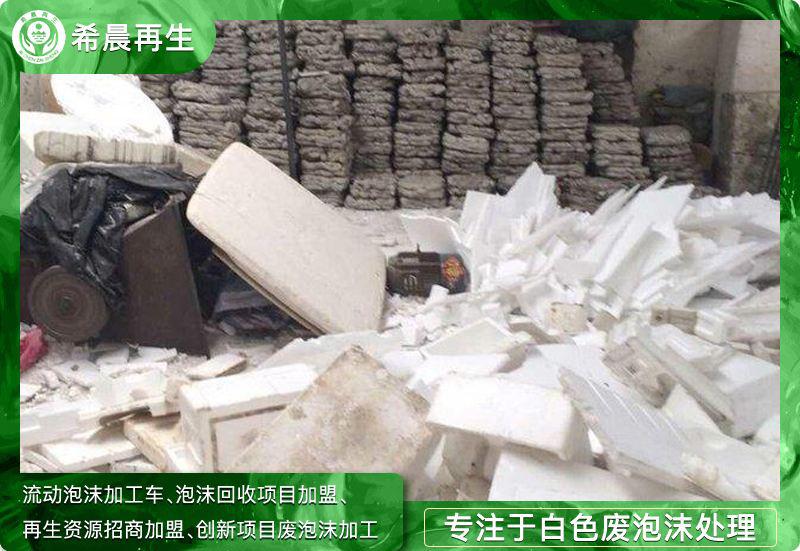 希晨再生
流动泡沫加工车、泡沫回收项目加盟、
再生资源招商加盟、创新项目废泡沫加工
专注于白色废泡沫处理